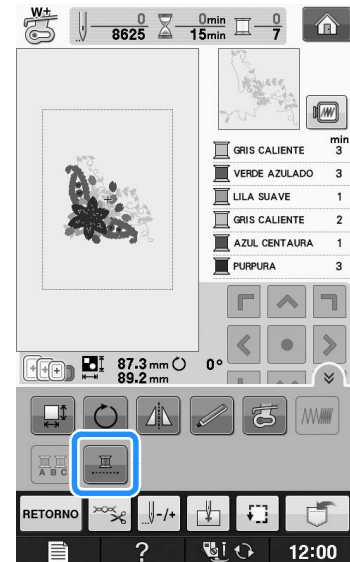 W+
0 0min 0
8625 15min 7
min
GRIS CALIENTE 3
VERDE AZULADO 3
LILA SUAVE 1
GRIS CALIENTE 2
AZUL CENTAURA 1
PURPURA 3
87.3 mm 0°
89.2 mm
A B C
RETORNO -/+
? 12:00